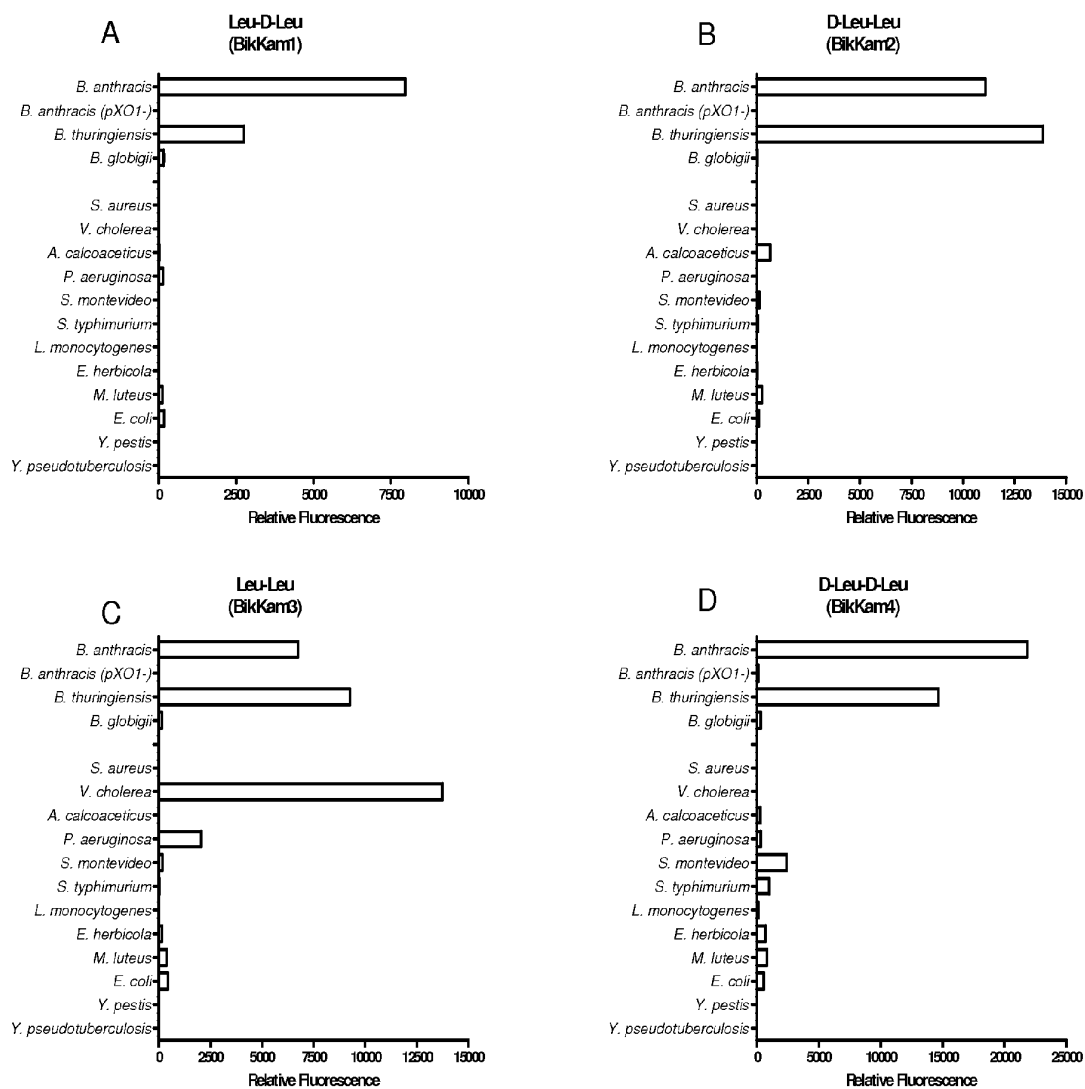 A
Leu-D-Leu
(BikKam1)
B. anthracis
B. anthracis (pXO1-)
B. thuringiensis
B. globigii
S. aureus
V. cholerea
A. calcoaceticus
P. aeruginosa
S. montevideo
S. typhimurium
L. monocytogenes
E. herbicola
M. luteus
E. coli
Y. pestis
Y. pseudotuberculosis
0 2500 5000 7500 10000
Relative Fluorescence
B
D-Leu-Leu
(BikKam2)
B. anthracis
B. anthracis (pXO1-)
B. thuringiensis
B. globigii
S. aureus
V. cholerea
A. calcoaceticus
P. aeruginosa
S. montevideo
S. typhimurium
L. monocytogenes
E. herbicola
M. luteus
E. coli
Y. pestis
Y. pseudotuberculosis
0 2500 5000 7500 10000 12500 15000
Relative Fluorescence
C
Leu-Leu
(BikKam3)
B. anthracis
B. anthracis (pXO1-)
B. thuringiensis
B. globigii
S. aureus
V. cholerea
A. calcoaceticus
P. aeruginosa
S. montevideo
S. typhimurium
L. monocytogenes
E. herbicola
M. luteus
E. coli
Y. pestis
Y. pseudotuberculosis
0 2500 5000 7500 10000 12500 15000
Relative Fluorescence
D
D-Leu-D-Leu
(BikKam4)
B. anthracis
B. anthracis (pXO1-)
B. thuringiensis
B. globigii
S. aureus
V. cholerea
A. calcoaceticus
P. aeruginosa
S. montevideo
S. typhimurium
L. monocytogenes
E. herbicola
M. luteus
E. coli
Y. pestis
Y. pseudotuberculosis
0 5000 10000 15000 20000 25000
Relative Fluorescence